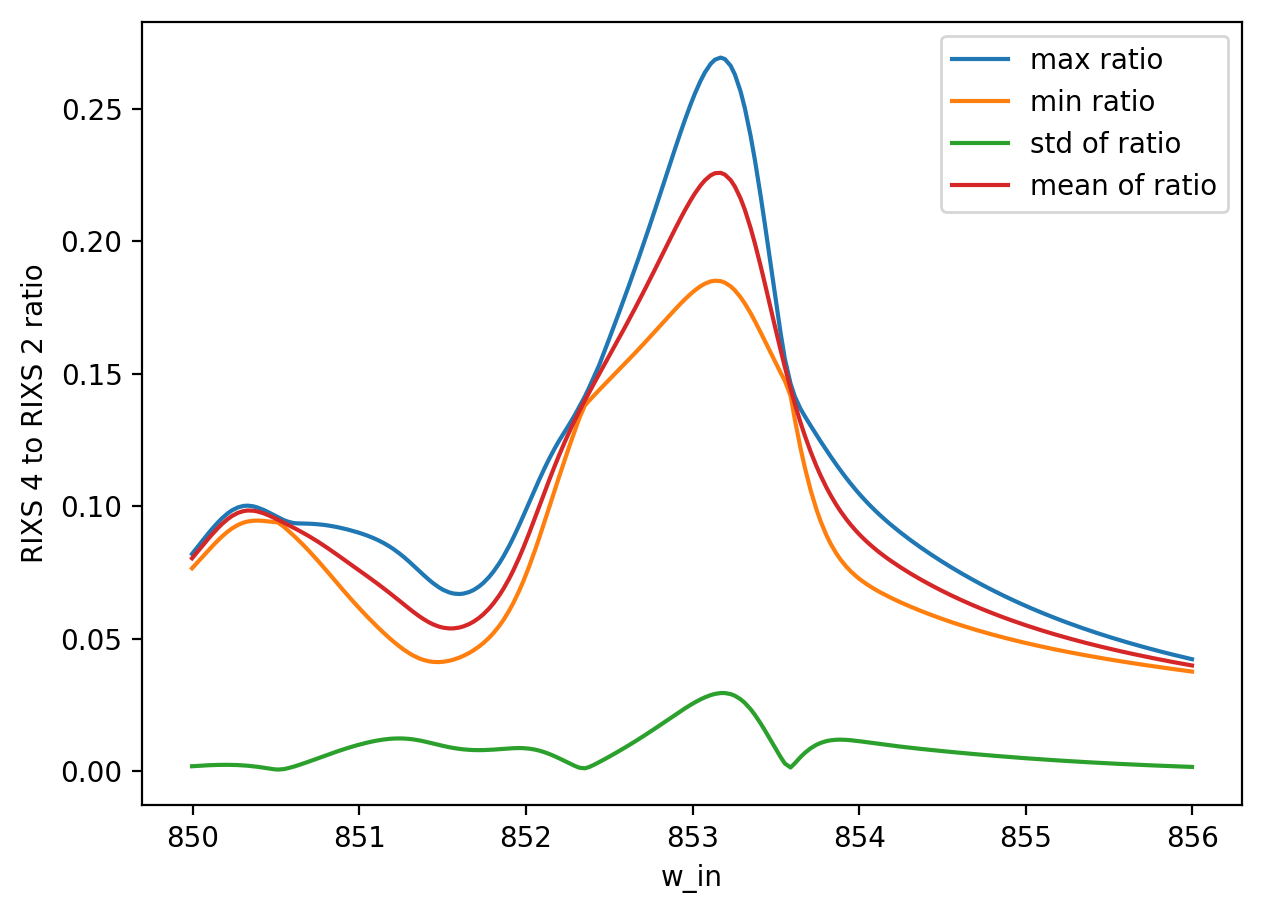 max ratio
min ratio
std of ratio
mean of ratio
RIXS 4 to RIXS 2 ratio
0.25
0.20
0.15
0.10
0.05
0.00
850 851 852 853 854 855 856
w_in